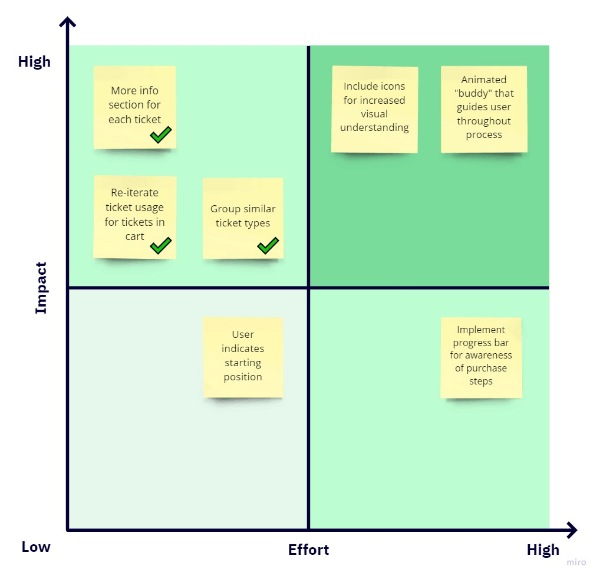 High
More info
section for
each ticket
Include icons
for increased
visual
understanding
Animated
"buddy" that
guides user
throughout
process
Re-iterate
ticket usage
for tickets in
cart
Group similar
ticket types
Impact
User
indicates
starting
position
Implement
progress bar
for awareness
of purchase
steps
Low
Effort
High
miro